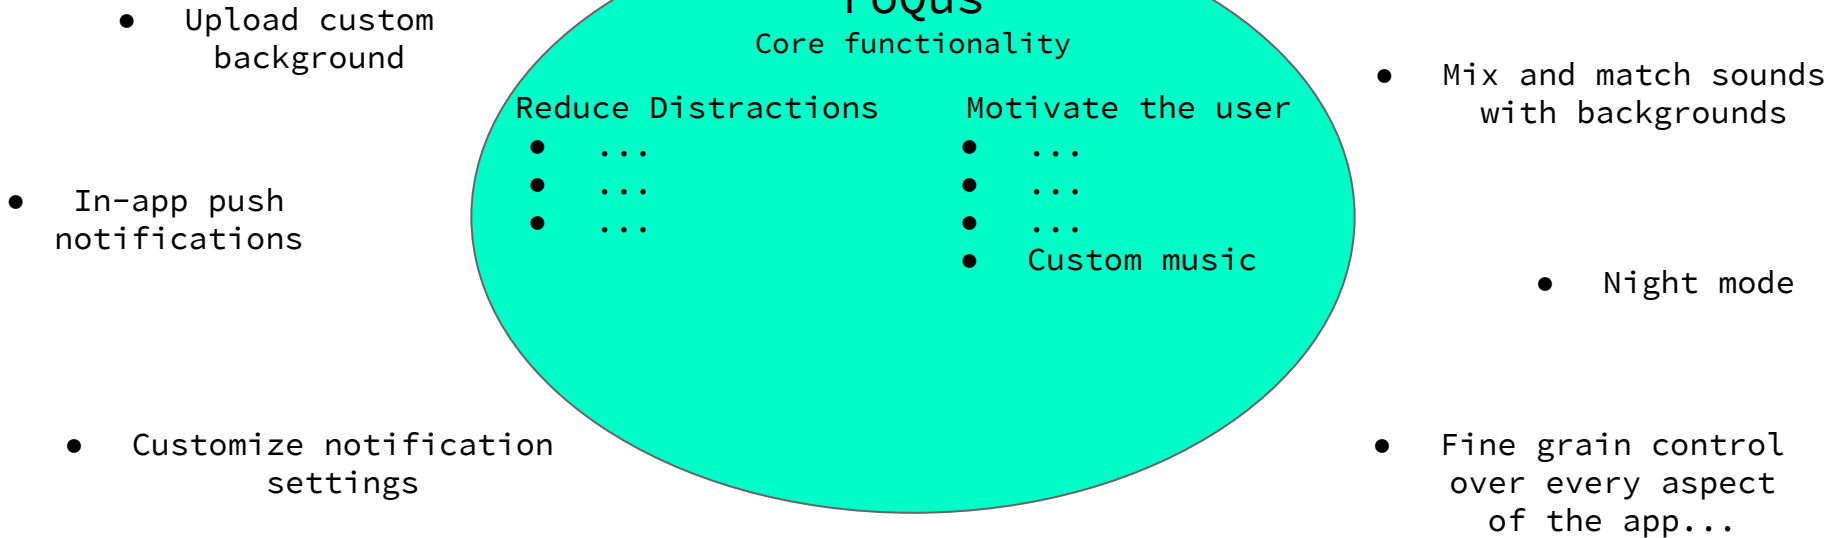 FoQus
Core functionality
● Upload custom
background
● Mix and match sounds
with backgrounds
Reduce Distractions
● ...
● ...
● ...
Motivate the user
● ...
● ...
● ...
● Custom music
● In-app push
notifications
● Night mode
● Customize notification
settings
● Fine grain control
over every aspect
of the app...